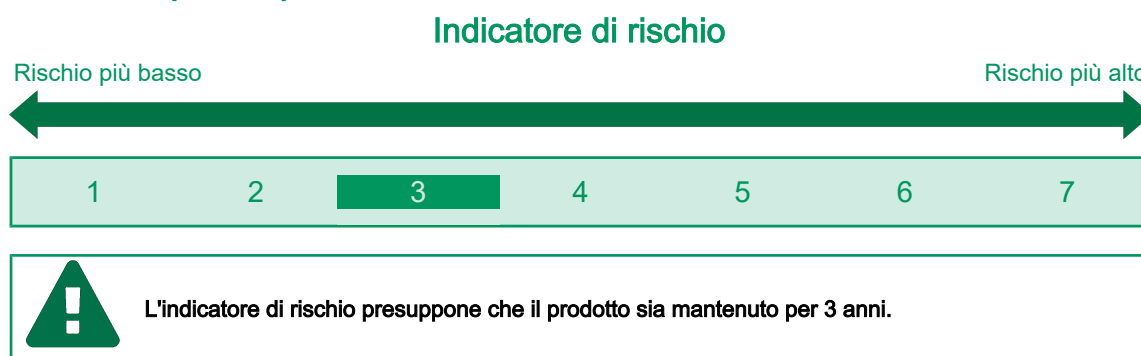 Indicatore di rischio
Rischio più basso
Rischio più alto
1 2 3 4 5 6 7
L'indicatore di rischio presuppone che il prodotto sia mantenuto per 3 anni.